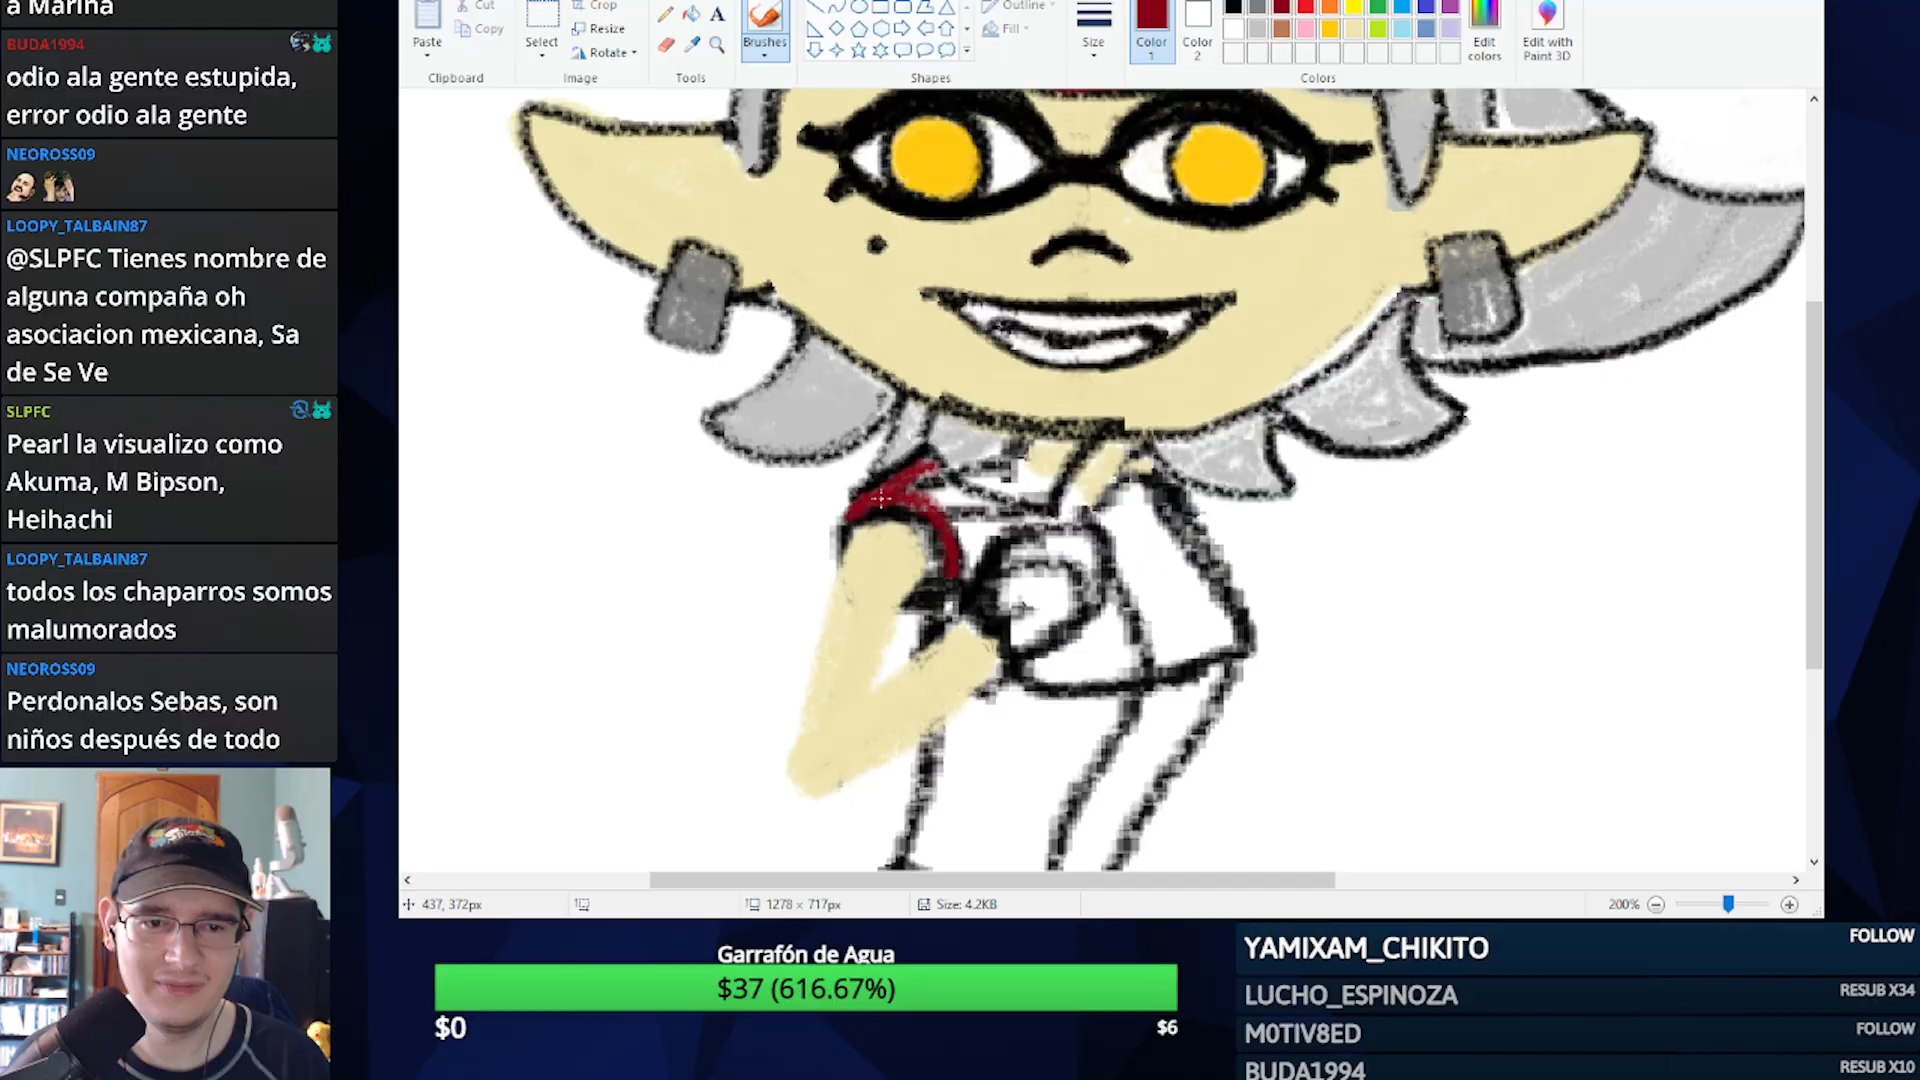 a Marina
BUDA1994
odio ala gente estupida,
error odio ala gente
NEOROSS09
LOOPY_TALBAIN87
@SLPFC Tienes nombre de
alguna compaña oh
asociacion mexicana, Sa
de Se Ve
SLPFC
Pearl la visualizo como
Akuma, M Bipson,
Heihachi
LOOPY_TALBAIN87
todos los chaparros somos
malumorados
NEOROSS09
Perdonalos Sebas, son
niños después de todo
Paste
Cut
Copy
Clipboard
Select
Crop
Resize
Rotate
Image
A
Tools
Brushes
Outline
Fill
Shapes
Size
Color
1
Color
2
Edit
colors
Edit with
Paint 3D
Colors
437, 372px
1278 × 717px
Size: 4.2KB
200%
Garrafón de Agua
$37 (616.67%)
$0
$6
YAMIXAM_CHIKITO
FOLLOW
LUCHO_ESPINOZA
RESUB X34
M0TIV8ED
FOLLOW
BUDA1994
RESUB X10